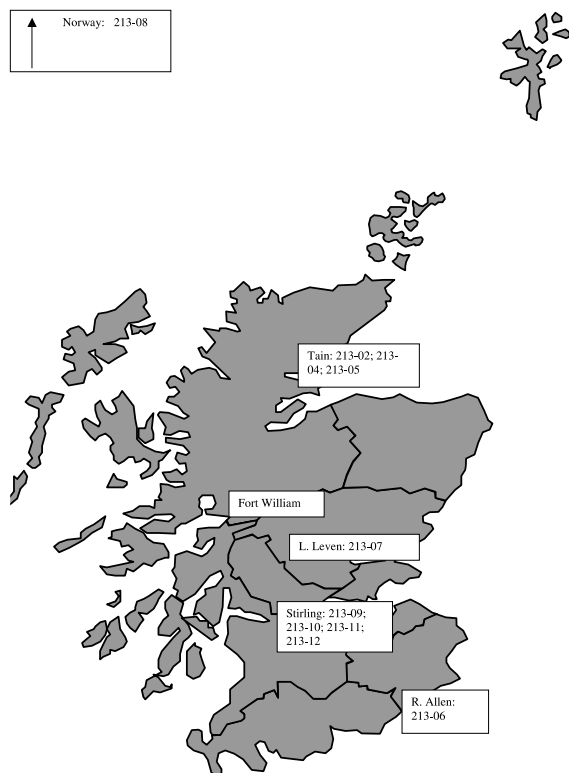 Norway: 213-08
Tain: 213-02; 213-
04; 213-05
Fort William
L. Leven: 213-07
Stirling: 213-09;
213-10; 213-11;
213-12
R. Allen:
213-06